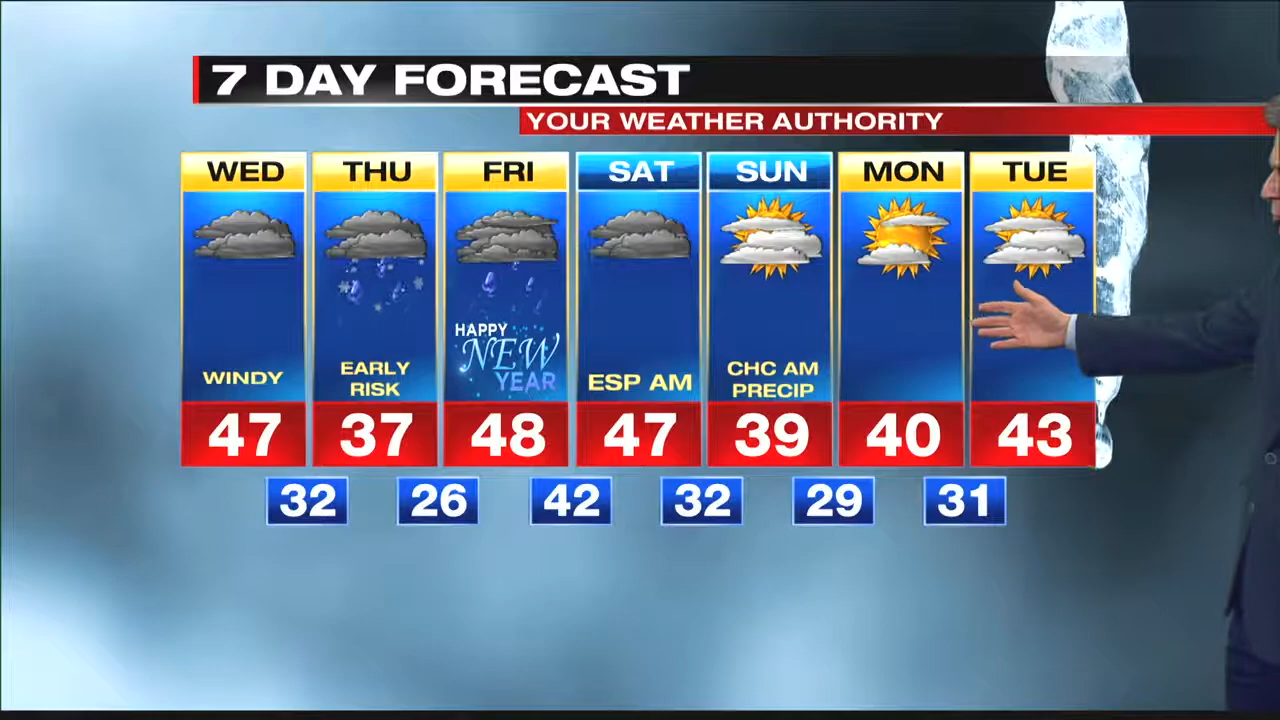 7 DAY FORECAST
YOUR WEATHER AUTHORITY
WED THU FRI SAT SUN MON TUE
HAPPY
NEW
YEAR
WINDY
EARLY
RISK
ESP AM
CHC AM
PRECIP
47 37 48 47 39 40 43
32 26 42 32 29 31